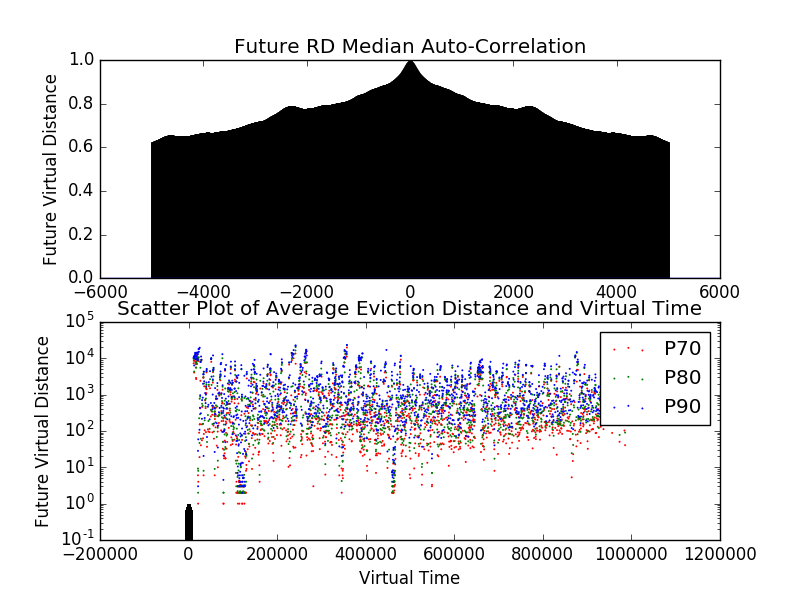 Future RD Median Auto-Correlation
Future Virtual Distance
1.0
0.8
0.6
0.4
0.2
0.0
−6000 −4000 −2000 0 2000 4000 6000
Scatter Plot of Average Eviction Distance and Virtual Time
Future Virtual Distance
10^5
10^4
10^3
10^2
10^1
10^0
10^-1
P70
P80
P90
−200000 0 200000 400000 600000 800000 1000000 1200000
Virtual Time